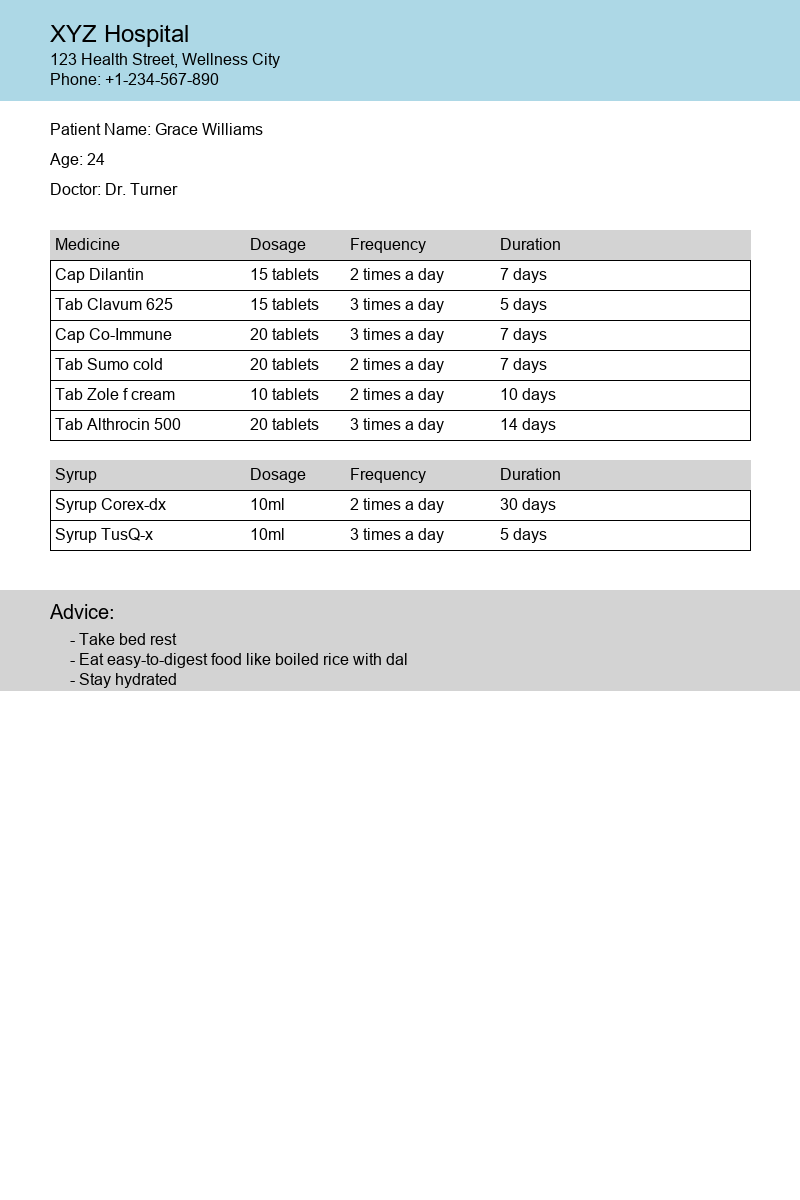 XYZ Hospital
123 Health Street, Wellness City
Phone: +1-234-567-890
Patient Name: Grace Williams
Age: 24
Doctor: Dr. Turner
Medicine Dosage Frequency Duration
Cap Dilantin 15 tablets 2 times a day 7 days
Tab Clavum 625 15 tablets 3 times a day 5 days
Cap Co-Immune 20 tablets 3 times a day 7 days
Tab Sumo cold 20 tablets 2 times a day 7 days
Tab Zole f cream 10 tablets 2 times a day 10 days
Tab Althrocin 500 20 tablets 3 times a day 14 days
Syrup Dosage Frequency Duration
Syrup Corex-dx 10ml 2 times a day 30 days
Syrup TusQ-x 10ml 3 times a day 5 days
Advice:
- Take bed rest
- Eat easy-to-digest food like boiled rice with dal
- Stay hydrated